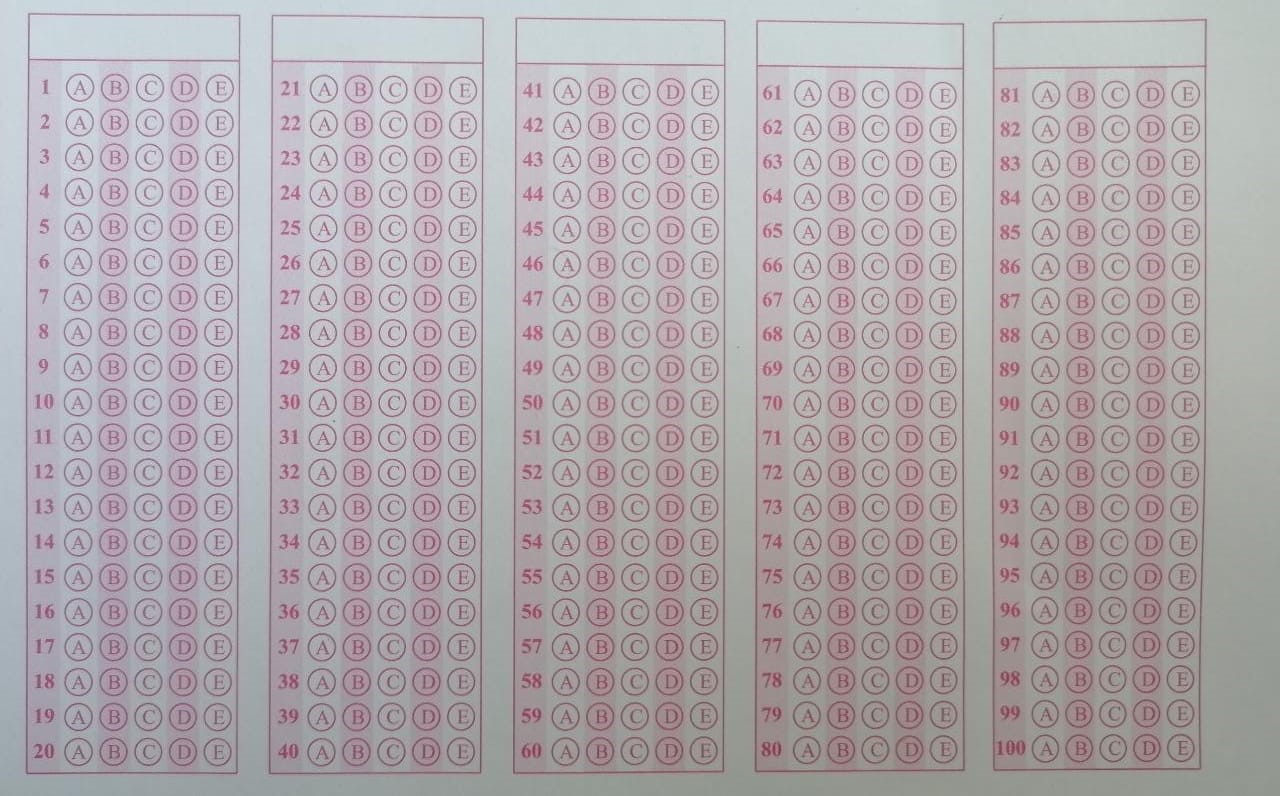 1 A B C D E
2 A B C D E
3 A B C D E
4 A B C D E
5 A B C D E
6 A B C D E
7 A B C D E
8 A B C D E
9 A B C D E
10 A B C D E
11 A B C D E
12 A B C D E
13 A B C D E
14 A B C D E
15 A B C D E
16 A B C D E
17 A B C D E
18 A B C D E
19 A B C D E
20 A B C D E
21 A B C D E
22 A B C D E
23 A B C D E
24 A B C D E
25 A B C D E
26 A B C D E
27 A B C D E
28 A B C D E
29 A B C D E
30 A B C D E
31 A B C D E
32 A B C D E
33 A B C D E
34 A B C D E
35 A B C D E
36 A B C D E
37 A B C D E
38 A B C D E
39 A B C D E
40 A B C D E
41 A B C D E
42 A B C D E
43 A B C D E
44 A B C D E
45 A B C D E
46 A B C D E
47 A B C D E
48 A B C D E
49 A B C D E
50 A B C D E
51 A B C D E
52 A B C D E
53 A B C D E
54 A B C D E
55 A B C D E
56 A B C D E
57 A B C D E
58 A B C D E
59 A B C D E
60 A B C D E
61 A B C D E
62 A B C D E
63 A B C D E
64 A B C D E
65 A B C D E
66 A B C D E
67 A B C D E
68 A B C D E
69 A B C D E
70 A B C D E
71 A B C D E
72 A B C D E
73 A B C D E
74 A B C D E
75 A B C D E
76 A B C D E
77 A B C D E
78 A B C D E
79 A B C D E
80 A B C D E
81 A B C D E
82 A B C D E
83 A B C D E
84 A B C D E
85 A B C D E
86 A B C D E
87 A B C D E
88 A B C D E
89 A B C D E
90 A B C D E
91 A B C D E
92 A B C D E
93 A B C D E
94 A B C D E
95 A B C D E
96 A B C D E
97 A B C D E
98 A B C D E
99 A B C D E
100 A B C D E